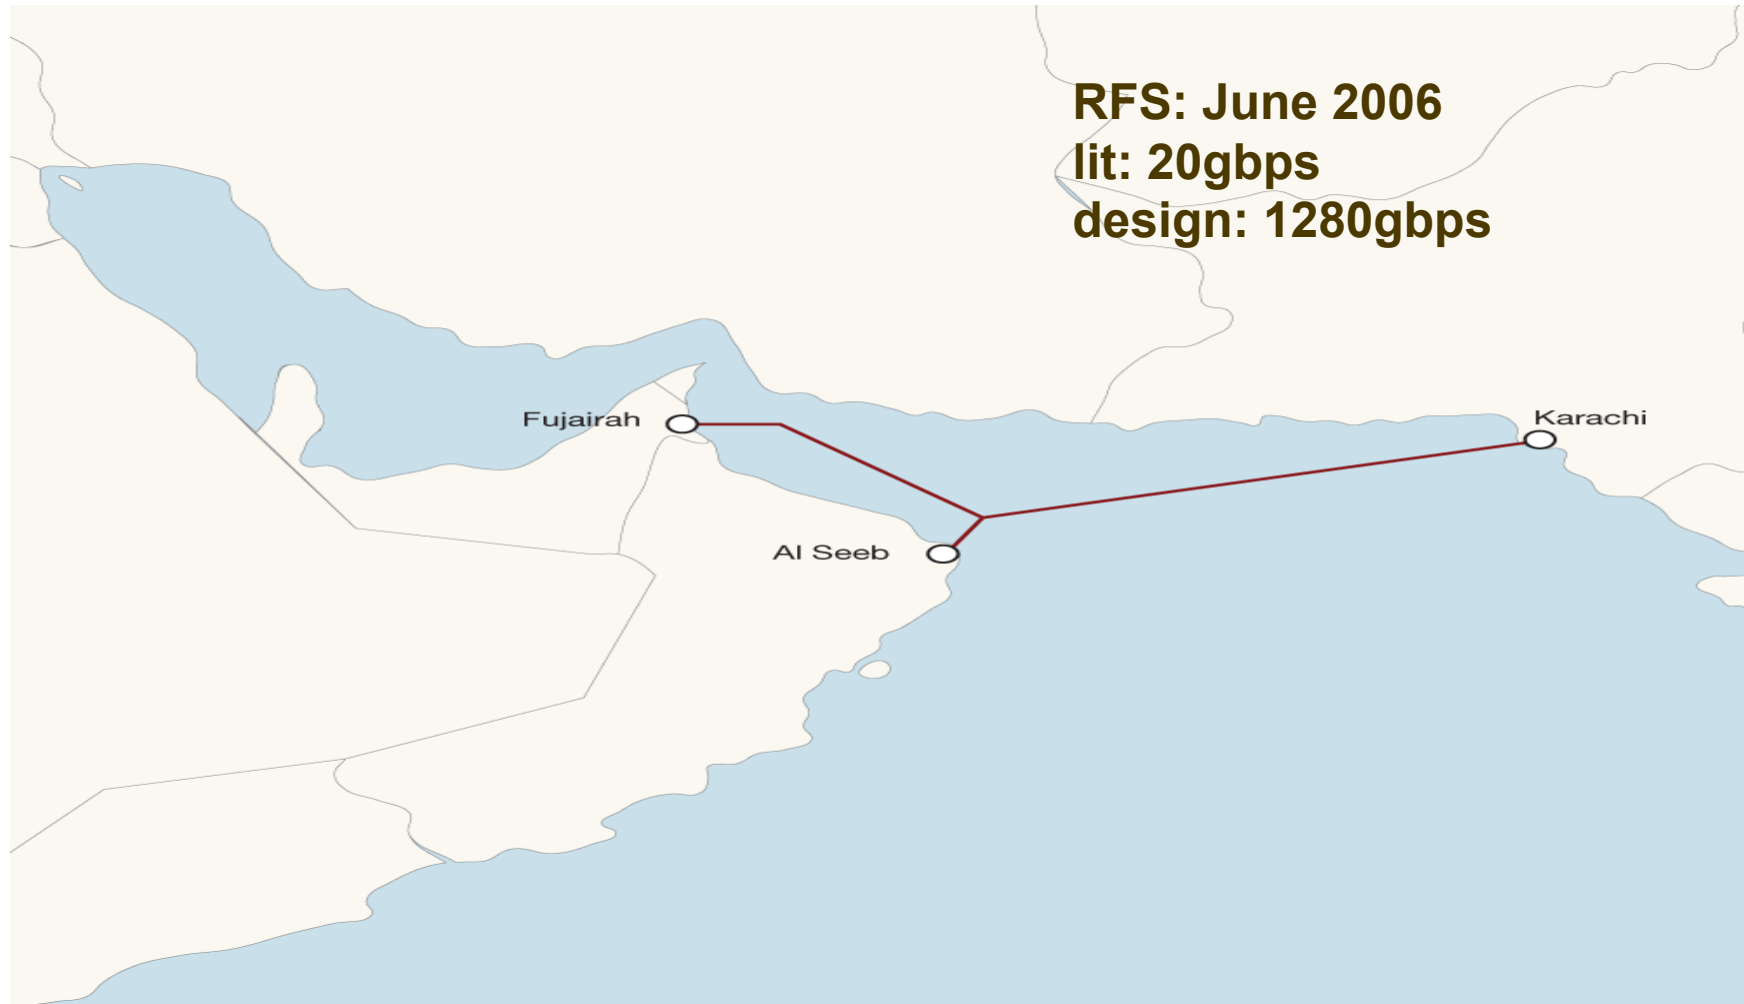 RFS: June 2006
lit: 20gbps
design: 1280gbps
Karachi
Fujairah
Al Seeb